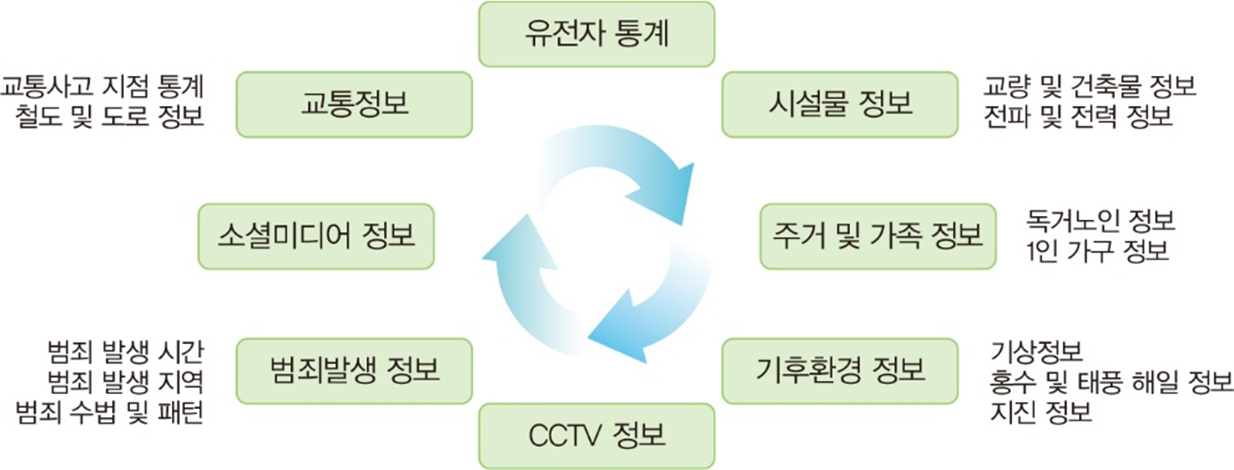 유전자 통계
교통사고 지점 통계
철도 및 도로 정보
교통정보
시설물 정보
교량 및 건축물 정보
전파 및 전력 정보
소셜미디어 정보
주거 및 가족 정보
독거노인 정보
1인 가구 정보
범죄 발생 시간
범죄 발생 지역
범죄 수법 및 패턴
범죄발생 정보
기후환경 정보
기상정보
홍수 및 태풍 해일 정보
지진 정보
CCTV 정보